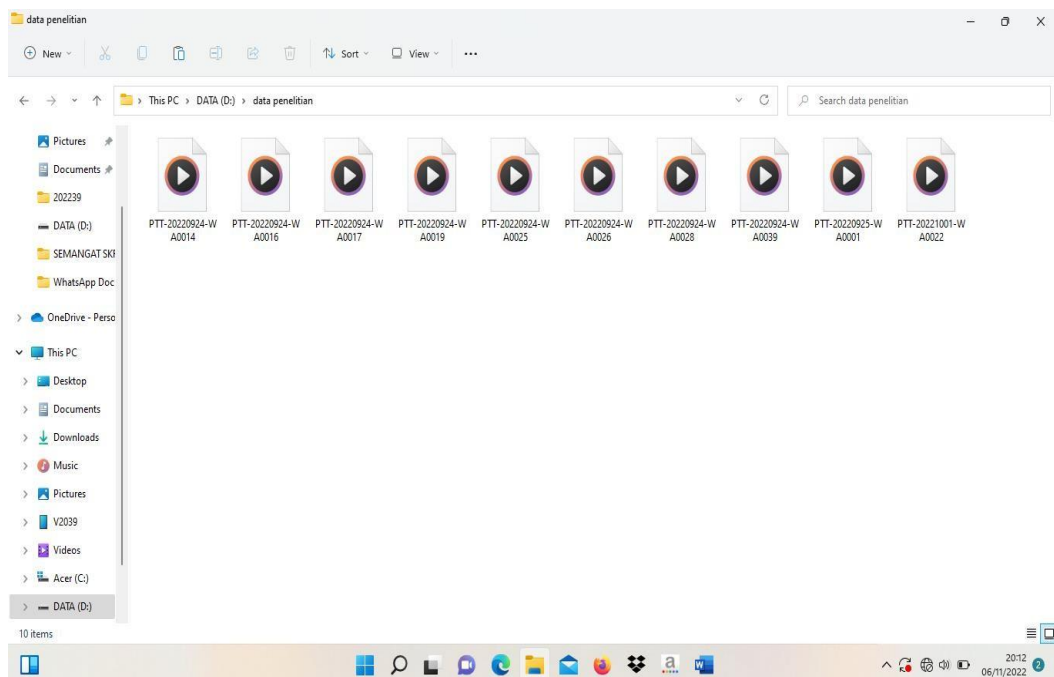 data penelitian
New
Sort
View
This PC > DATA (D:) > data penelitian
Search data penelitian
Pictures
Documents
202239
DATA (D:)
SEMANGAT SKR
WhatsApp Doc
OneDrive - Perso
This PC
Desktop
Documents
Downloads
Music
Pictures
V2039
Videos
Acer (C:)
DATA (D:)
PTT-20220924-W
A0014
PTT-20220924-W
A0016
PTT-20220924-W
A0017
PTT-20220924-W
A0019
PTT-20220924-W
A0025
PTT-20220924-W
A0026
PTT-20220924-W
A0028
PTT-20220924-W
A0039
PTT-20220925-W
A0001
PTT-20221001-W
A0022
10 items
a
W
20:12
06/11/2022
2